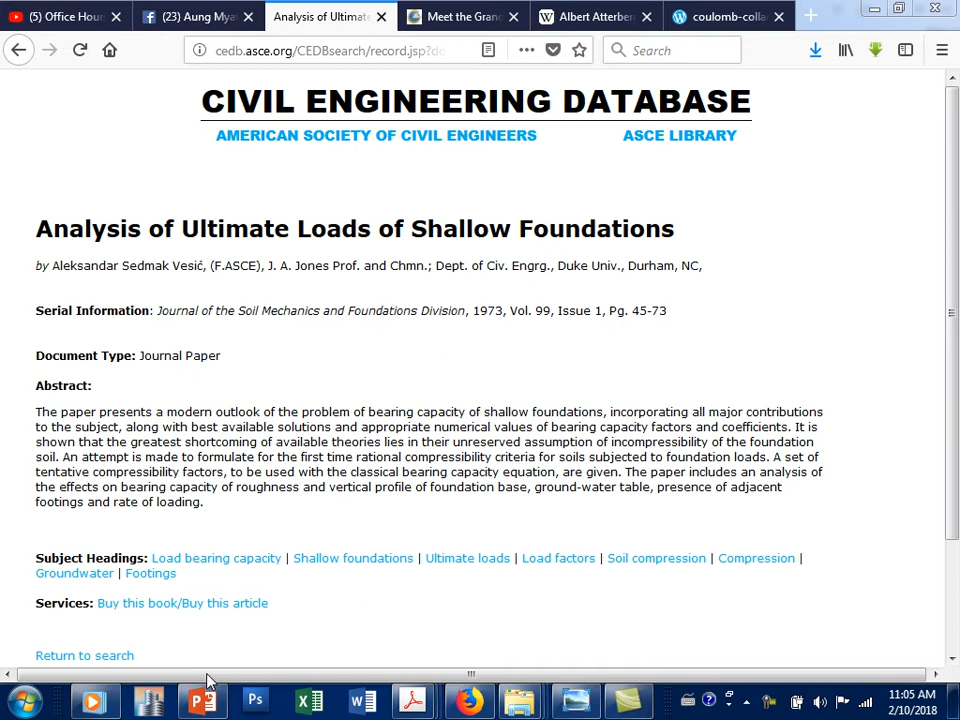 (5) Office Hour
(23) Aung Mya
Analysis of Ultimate
Meet the Gran
Albert Atterber
coulomb-colla
cedb.asce.org/CEDBsearch/record.jsp?do
Search
CIVIL ENGINEERING DATABASE
AMERICAN SOCIETY OF CIVIL ENGINEERS ASCE LIBRARY
Analysis of Ultimate Loads of Shallow Foundations
by Aleksandar Sedmak Vesić, (F.ASCE), J. A. Jones Prof. and Chmn.; Dept. of Civ. Engrg., Duke Univ., Durham, NC,
Serial Information: Journal of the Soil Mechanics and Foundations Division, 1973, Vol. 99, Issue 1, Pg. 45-73
Document Type: Journal Paper
Abstract:
The paper presents a modern outlook of the problem of bearing capacity of shallow foundations, incorporating all major contributions
to the subject, along with best available solutions and appropriate numerical values of bearing capacity factors and coefficients. It is
shown that the greatest shortcoming of available theories lies in their unreserved assumption of incompressibility of the foundation
soil. An attempt is made to formulate for the first time rational compressibility criteria for soils subjected to foundation loads. A set of
tentative compressibility factors, to be used with the classical bearing capacity equation, are given. The paper includes an analysis of
the effects on bearing capacity of roughness and vertical profile of foundation base, ground-water table, presence of adjacent
footings and rate of loading.
Subject Headings: Load bearing capacity | Shallow foundations | Ultimate loads | Load factors | Soil compression | Compression |
Groundwater | Footings
Services: Buy this book/Buy this article
Return to search
11:05 AM
2/10/2018